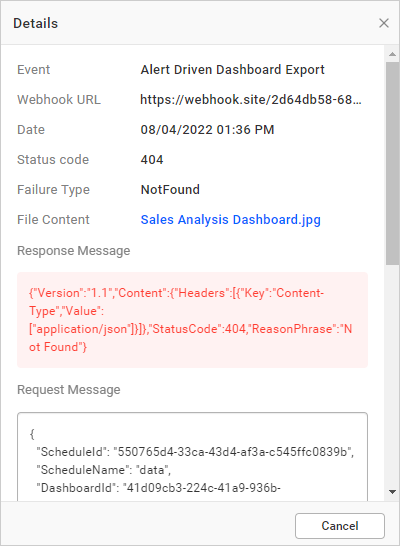 Details
Event Alert Driven Dashboard Export
Webhook URL https://webhook.site/2d64db58-68...
Date 08/04/2022 01:36 PM
Status code 404
Failure Type NotFound
File Content Sales Analysis Dashboard.jpg
Response Message
{"Version":"1.1","Content":{"Headers":[{"Key":"Content-
Type","Value":
["application/json"]}]},"StatusCode":404,"ReasonPhrase":"N
ot Found"}
Request Message
{
"ScheduleId": "550765d4-33ca-43d4-af3a-c545ffc0839b",
"ScheduleName": "data",
"DashboardId": "41d09cb3-224c-41a9-936b-
Cancel